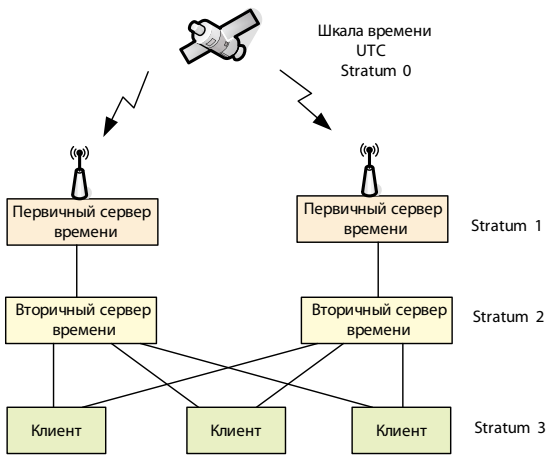 Шкала времени
UTC
Stratum 0
Первичный сервер
времени
Первичный сервер
времени
Stratum 1
Вторичный сервер
времени
Вторичный сервер
времени
Stratum 2
Клиент
Клиент
Клиент
Stratum 3